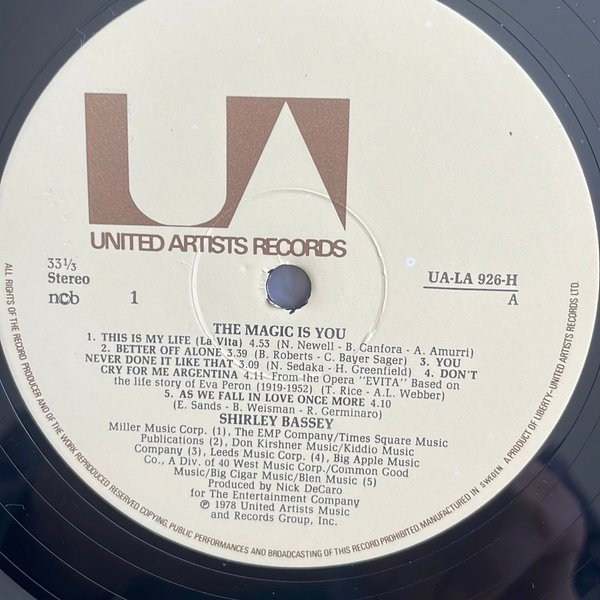 UA
UNITED ARTISTS RECORDS
33⅓
Stereo
ncb 1
UA-LA 926-H
A
THE MAGIC IS YOU
1. THIS IS MY LIFE (La Vita) 4.53 (N. Newell - B. Canfora - A. Amurri)
2. BETTER OFF ALONE 3.39 (B. Roberts - C. Bayer Sager) 3. YOU
NEVER DONE IT LIKE THAT 3.09 (N. Sedaka - H. Greenfield) 4. DON'T
CRY FOR ME ARGENTINA 4.11 From the Opera "EVITA" Based on
the life story of Eva Peron (1919-1952) (T. Rice - A.L. Webber)
5. AS WE FALL IN LOVE ONCE MORE 4.10
(E. Sands - B. Weisman - R. Germinaro)
SHIRLEY BASSEY
Miller Music Corp. (1), The EMP Company/Times Square Music
Publications (2), Don Kirshner Music/Kiddio Music
Company (3), Leeds Music Corp. (4), Big Apple Music
Co., A Div. of 40 West Music Corp./Common Good
Music/Big Cigar Music/Blen Music (5)
Produced by Nick DeCaro
for The Entertainment Company
℗ 1978 United Artists Music
and Records Group, Inc.
ALL RIGHTS OF THE RECORD PRODUCER AND OF THE WORK REPRODUCED RESERVED. COPYING, PUBLIC PERFORMANCES AND BROADCASTING OF THIS RECORD PROHIBITED. MANUFACTURED IN SWEDEN A PRODUCT OF LIBERTY-UNITED ARTISTS RECORDS LTD.